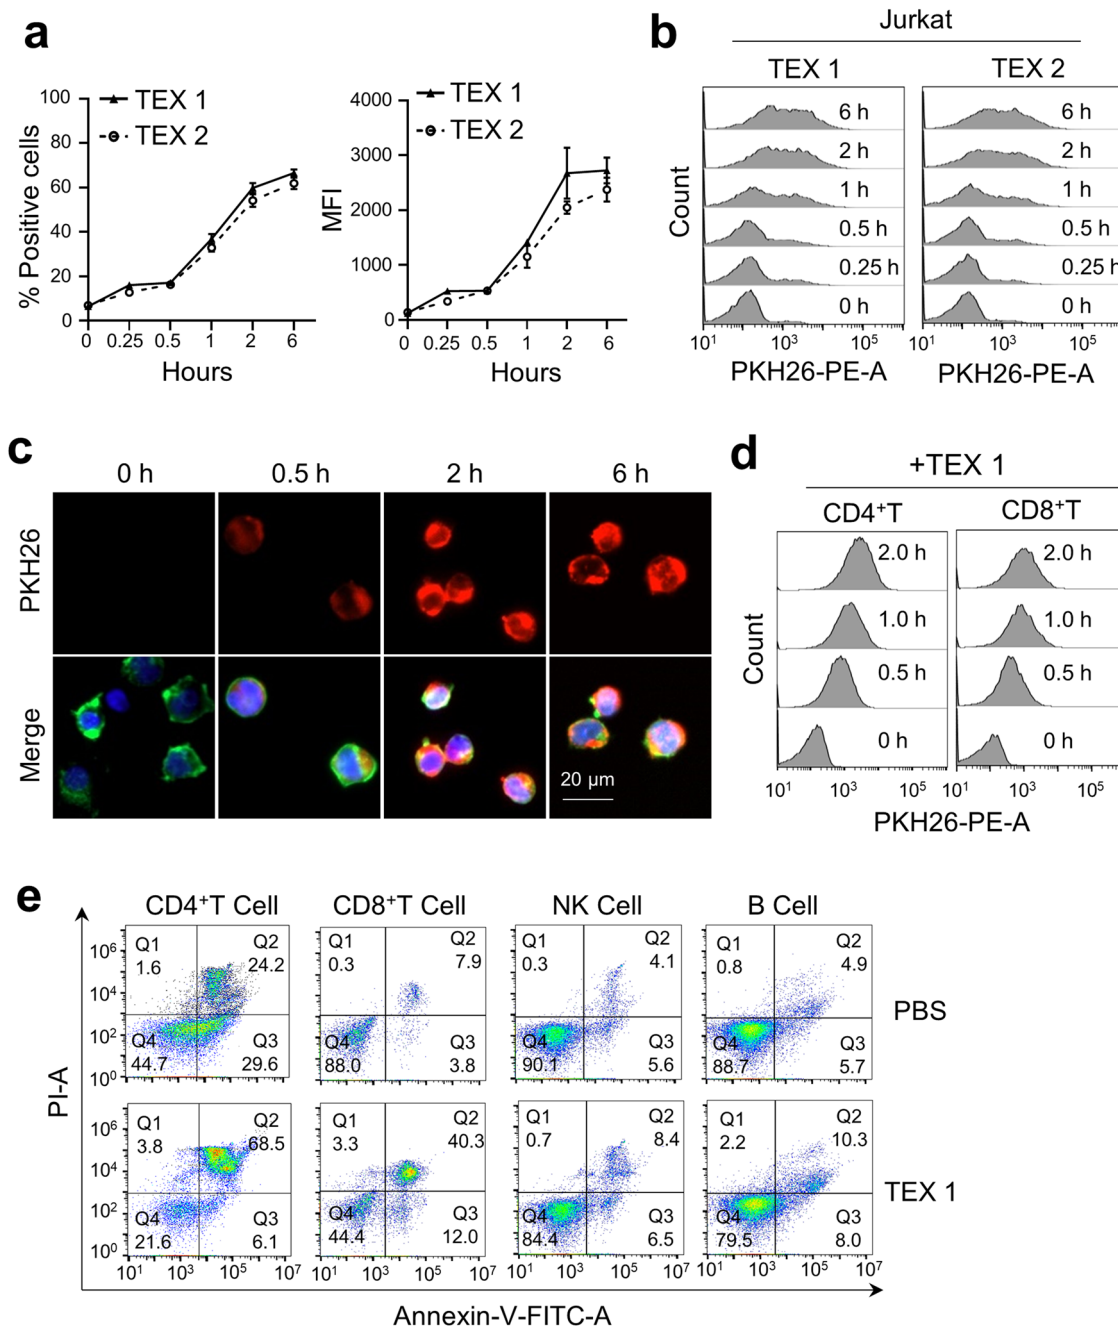 a
TEX 1
TEX 2
% Positive cells
100
80
60
40
20
0
0 0.25 0.5 1 2 6
Hours
TEX 1
TEX 2
MFI
4000
3000
2000
1000
0
0 0.25 0.5 1 2 6
Hours
b
Jurkat
TEX 1 TEX 2
Count
6 h 6 h
2 h 2 h
1 h 1 h
0.5 h 0.5 h
0.25 h 0.25 h
0 h 0 h
10¹ 10³ 10⁵ 10¹ 10³ 10⁵
PKH26-PE-A PKH26-PE-A
c
0 h 0.5 h 2 h 6 h
PKH26
Merge
20 μm
d
+TEX 1
CD4⁺T CD8⁺T
Count
2.0 h 2.0 h
1.0 h 1.0 h
0.5 h 0.5 h
0 h 0 h
10¹ 10³ 10⁵ 10¹ 10³ 10⁵
PKH26-PE-A
e
CD4⁺T Cell CD8⁺T Cell NK Cell B Cell
PI-A
10⁶
10⁴
10²
10⁰
Q1 Q2 Q1 Q2 Q1 Q2 Q1 Q2
1.6 24.2 0.3 7.9 0.3 4.1 0.8 4.9
Q4 Q3 Q4 Q3 Q4 Q3 Q4 Q3
44.7 29.6 88.0 3.8 90.1 5.6 88.7 5.7
PBS
10⁶
10⁴
10²
10⁰
Q1 Q2 Q1 Q2 Q1 Q2 Q1 Q2
3.8 68.5 3.3 40.3 0.7 8.4 2.2 10.3
Q4 Q3 Q4 Q3 Q4 Q3 Q4 Q3
21.6 6.1 44.4 12.0 84.4 6.5 79.5 8.0
TEX 1
10¹ 10³ 10⁵ 10⁷ 10¹ 10³ 10⁵ 10⁷ 10¹ 10³ 10⁵ 10⁷ 10¹ 10³ 10⁵ 10⁷
Annexin-V-FITC-A